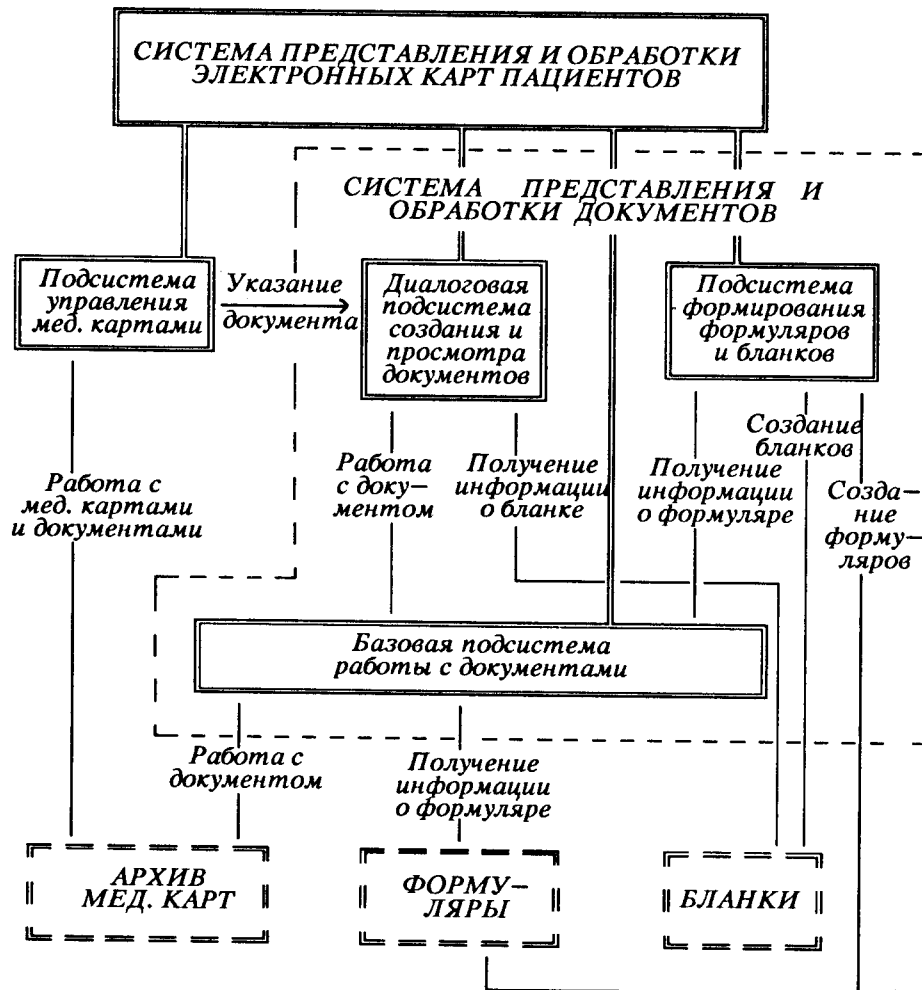 СИСТЕМА ПРЕДСТАВЛЕНИЯ И ОБРАБОТКИ
ЭЛЕКТРОННЫХ КАРТ ПАЦИЕНТОВ
СИСТЕМА ПРЕДСТАВЛЕНИЯ И
ОБРАБОТКИ ДОКУМЕНТОВ
Подсистема
управления
мед. картами
Указание
документа
Диалоговая
подсистема
создания и
просмотра
документов
Подсистема
формирования
формуляров
и бланков
Работа с
мед. картами
и документами
Работа
с доку—
ментом
Получение
информации
о бланке
Получение
информации
о формуляре
Создание
бланков
Созда—
ние
форму—
ляров
Базовая подсистема
работы с документами
Работа с
документом
Получение
информации
о формуляре
АРХИВ
МЕД. КАРТ
ФОРМУ—
ЛЯРЫ
БЛАНКИ